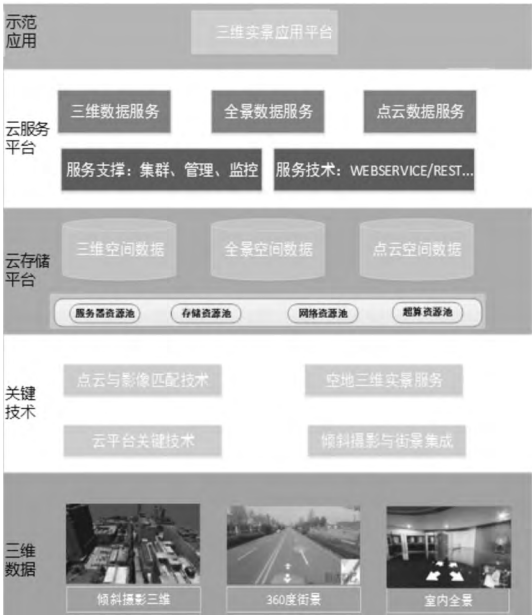 示范
应用
三维实景应用平台
云服务
平台
三维数据服务
全景数据服务
点云数据服务
服务支撑：集群、管理、监控
服务技术：WEBSERVICE/REST...
云存储
平台
三维空间数据
全景空间数据
点云空间数据
服务器资源池
存储资源池
网络资源池
超算资源池
关键
技术
点云与影像匹配技术
空地三维实景服务
云平台关键技术
倾斜摄影与街景集成
三维
数据
倾斜摄影三维
360度街景
室内全景